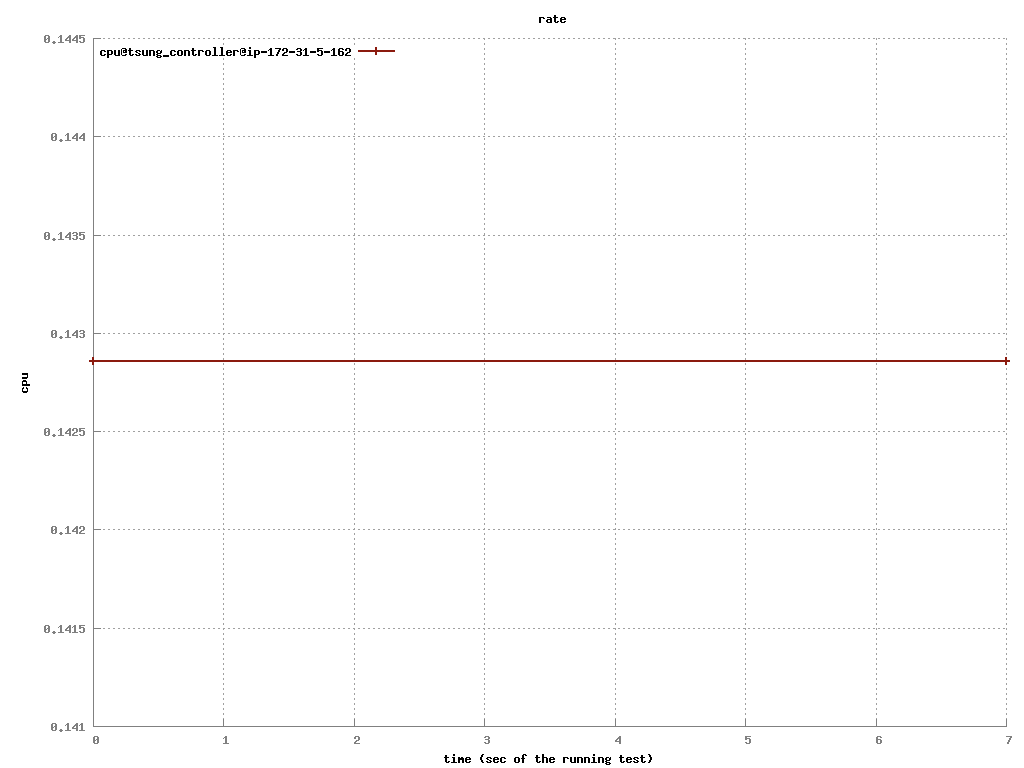 rate
0.1445
cpu@tsung_controller@ip-172-31-5-162
0.144
0.1435
0.143
cpu
0.1425
0.142
0.1415
0.141
0 1 2 3 4 5 6 7
time (sec of the running test)